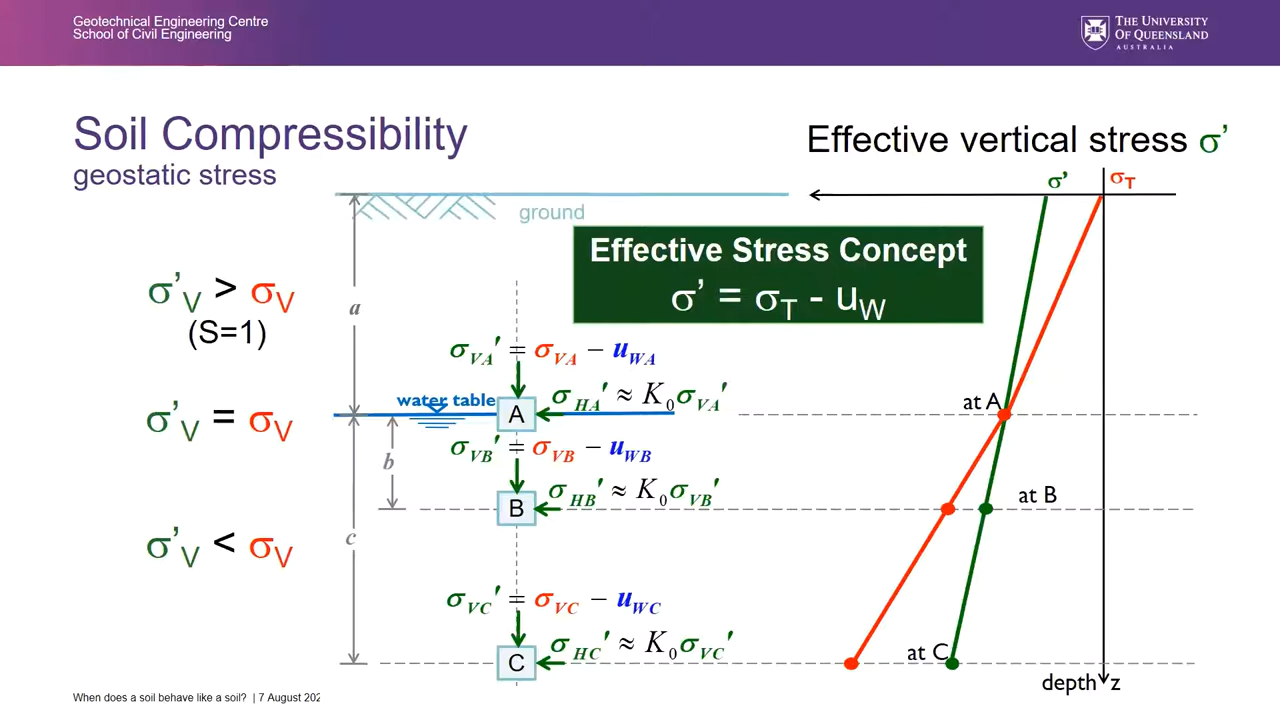 Geotechnical Engineering Centre
School of Civil Engineering
THE UNIVERSITY
OF QUEENSLAND
AUSTRALIA
Soil Compressibility
geostatic stress
Effective vertical stress σ’
σ’
σT
ground
Effective Stress Concept
σ’ = σT - uW
σ’V > σV
(S=1)
a
σVA′ = σVA − uWA
σHA′ ≈ K0σVA′
water table
A
at A
σ’V = σV
σVB′ = σVB − uWB
b
σHB′ ≈ K0σVB′
B
at B
c
σ’V < σV
σVC′ = σVC − uWC
σHC′ ≈ K0σVC′
C
at C
depth z
When does a soil behave like a soil? | 7 August 202